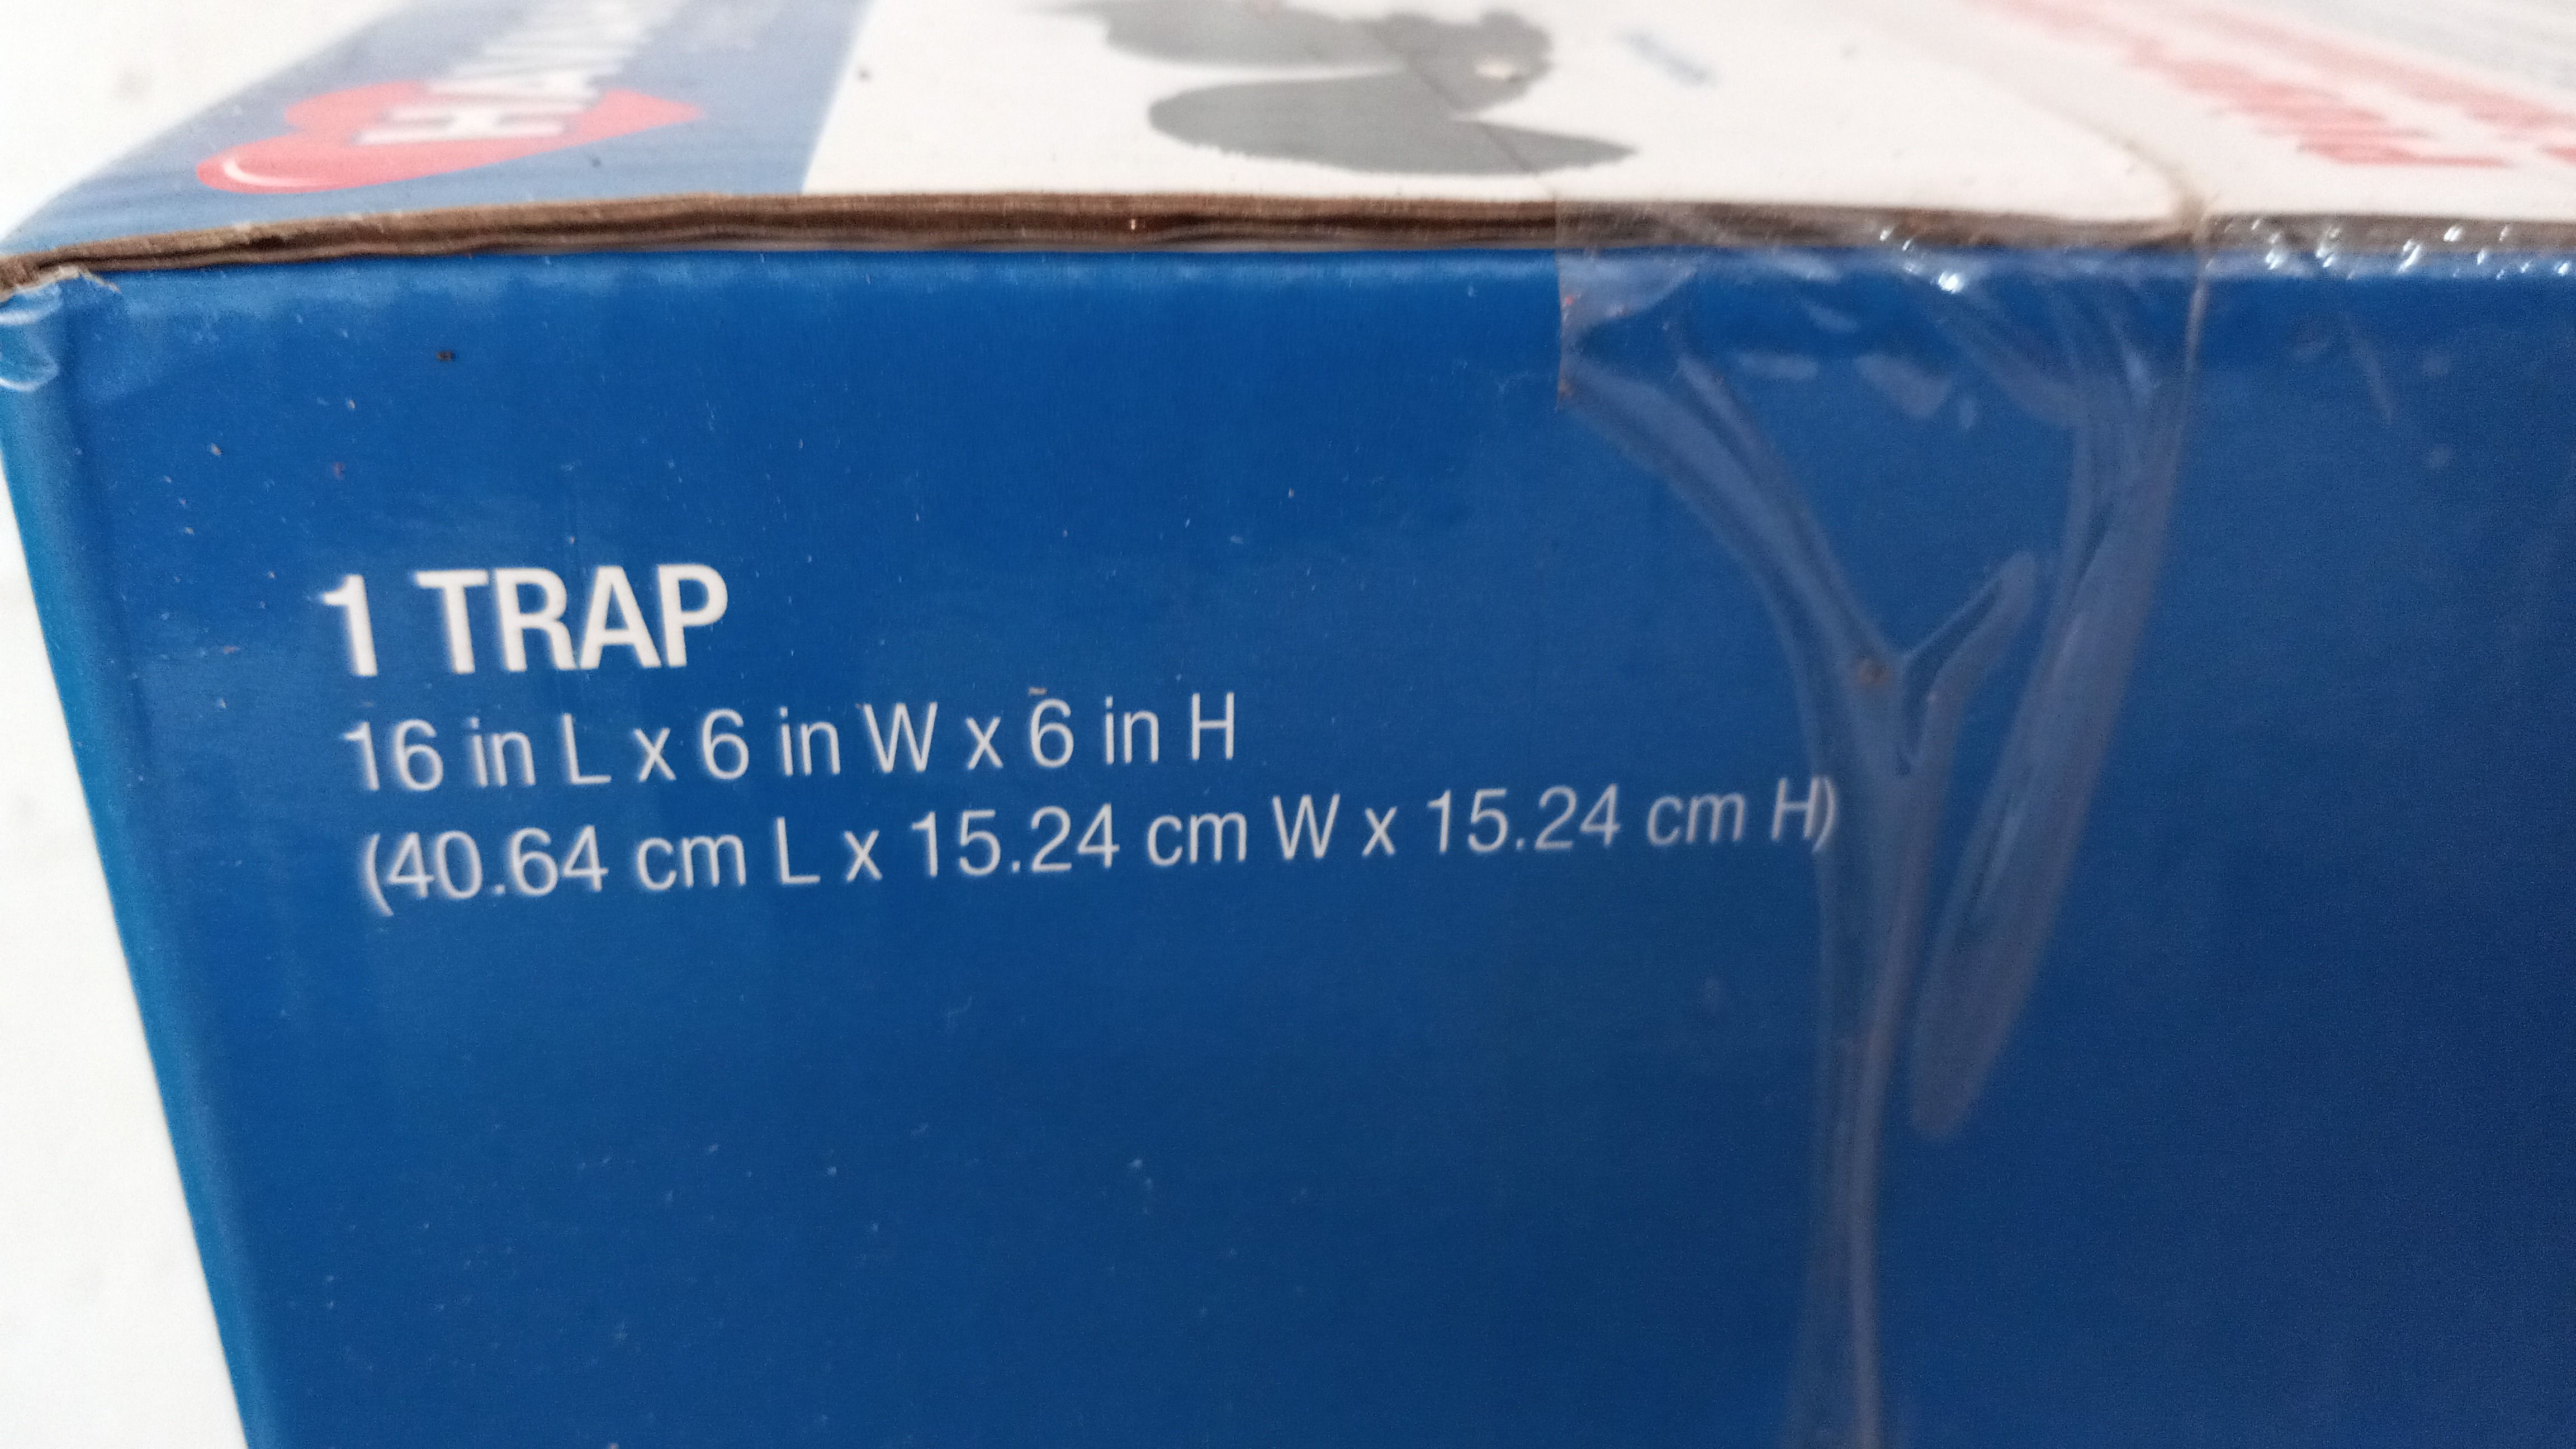 1 TRAP
16 in L x 6 in W x 6 in H
(40.64 cm L x 15.24 cm W x 15.24 cm H)